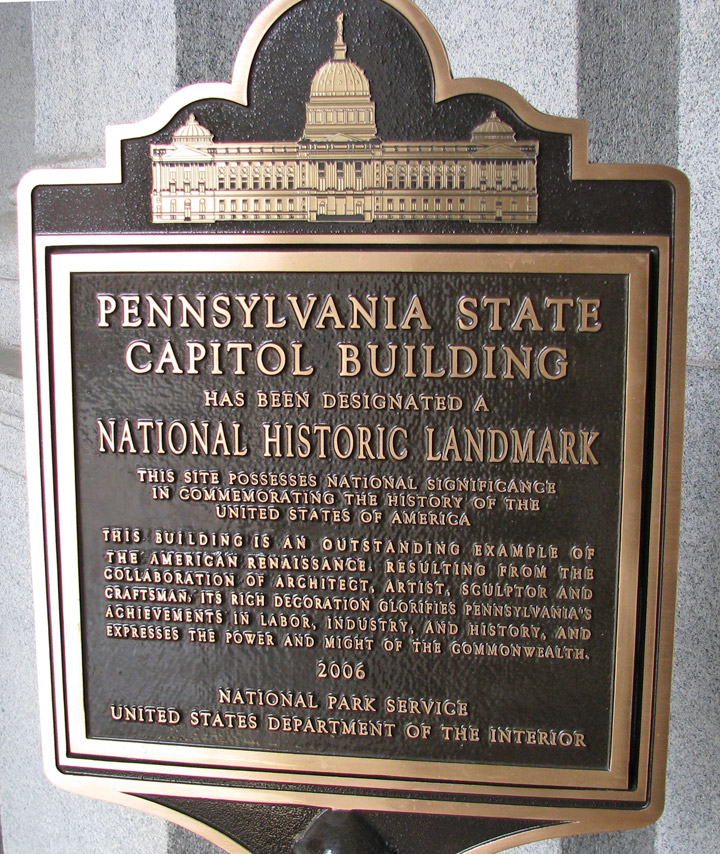 PENNSYLVANIA STATE
CAPITOL BUILDING
HAS BEEN DESIGNATED A
NATIONAL HISTORIC LANDMARK
THIS SITE POSSESSES NATIONAL SIGNIFICANCE
IN COMMEMORATING THE HISTORY OF THE
UNITED STATES OF AMERICA
THIS BUILDING IS AN OUTSTANDING EXAMPLE OF
THE AMERICAN RENAISSANCE. RESULTING FROM THE
COLLABORATION OF ARCHITECT, ARTIST, SCULPTOR AND
CRAFTSMAN, ITS RICH DECORATION GLORIFIES PENNSYLVANIA'S
ACHIEVEMENTS IN LABOR, INDUSTRY, AND HISTORY, AND
EXPRESSES THE POWER AND MIGHT OF THE COMMONWEALTH.
2006
NATIONAL PARK SERVICE
UNITED STATES DEPARTMENT OF THE INTERIOR